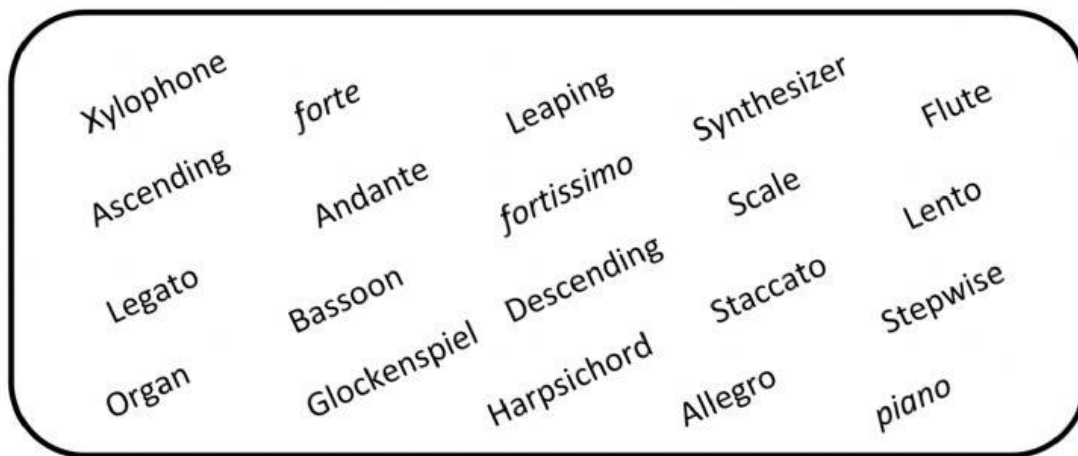 Xylophone
forte
Leaping
Synthesizer
Flute
Ascending
Andante
fortissimo
Scale
Lento
Legato
Bassoon
Descending
Staccato
Stepwise
Organ
Glockenspiel
Harpsichord
Allegro
piano